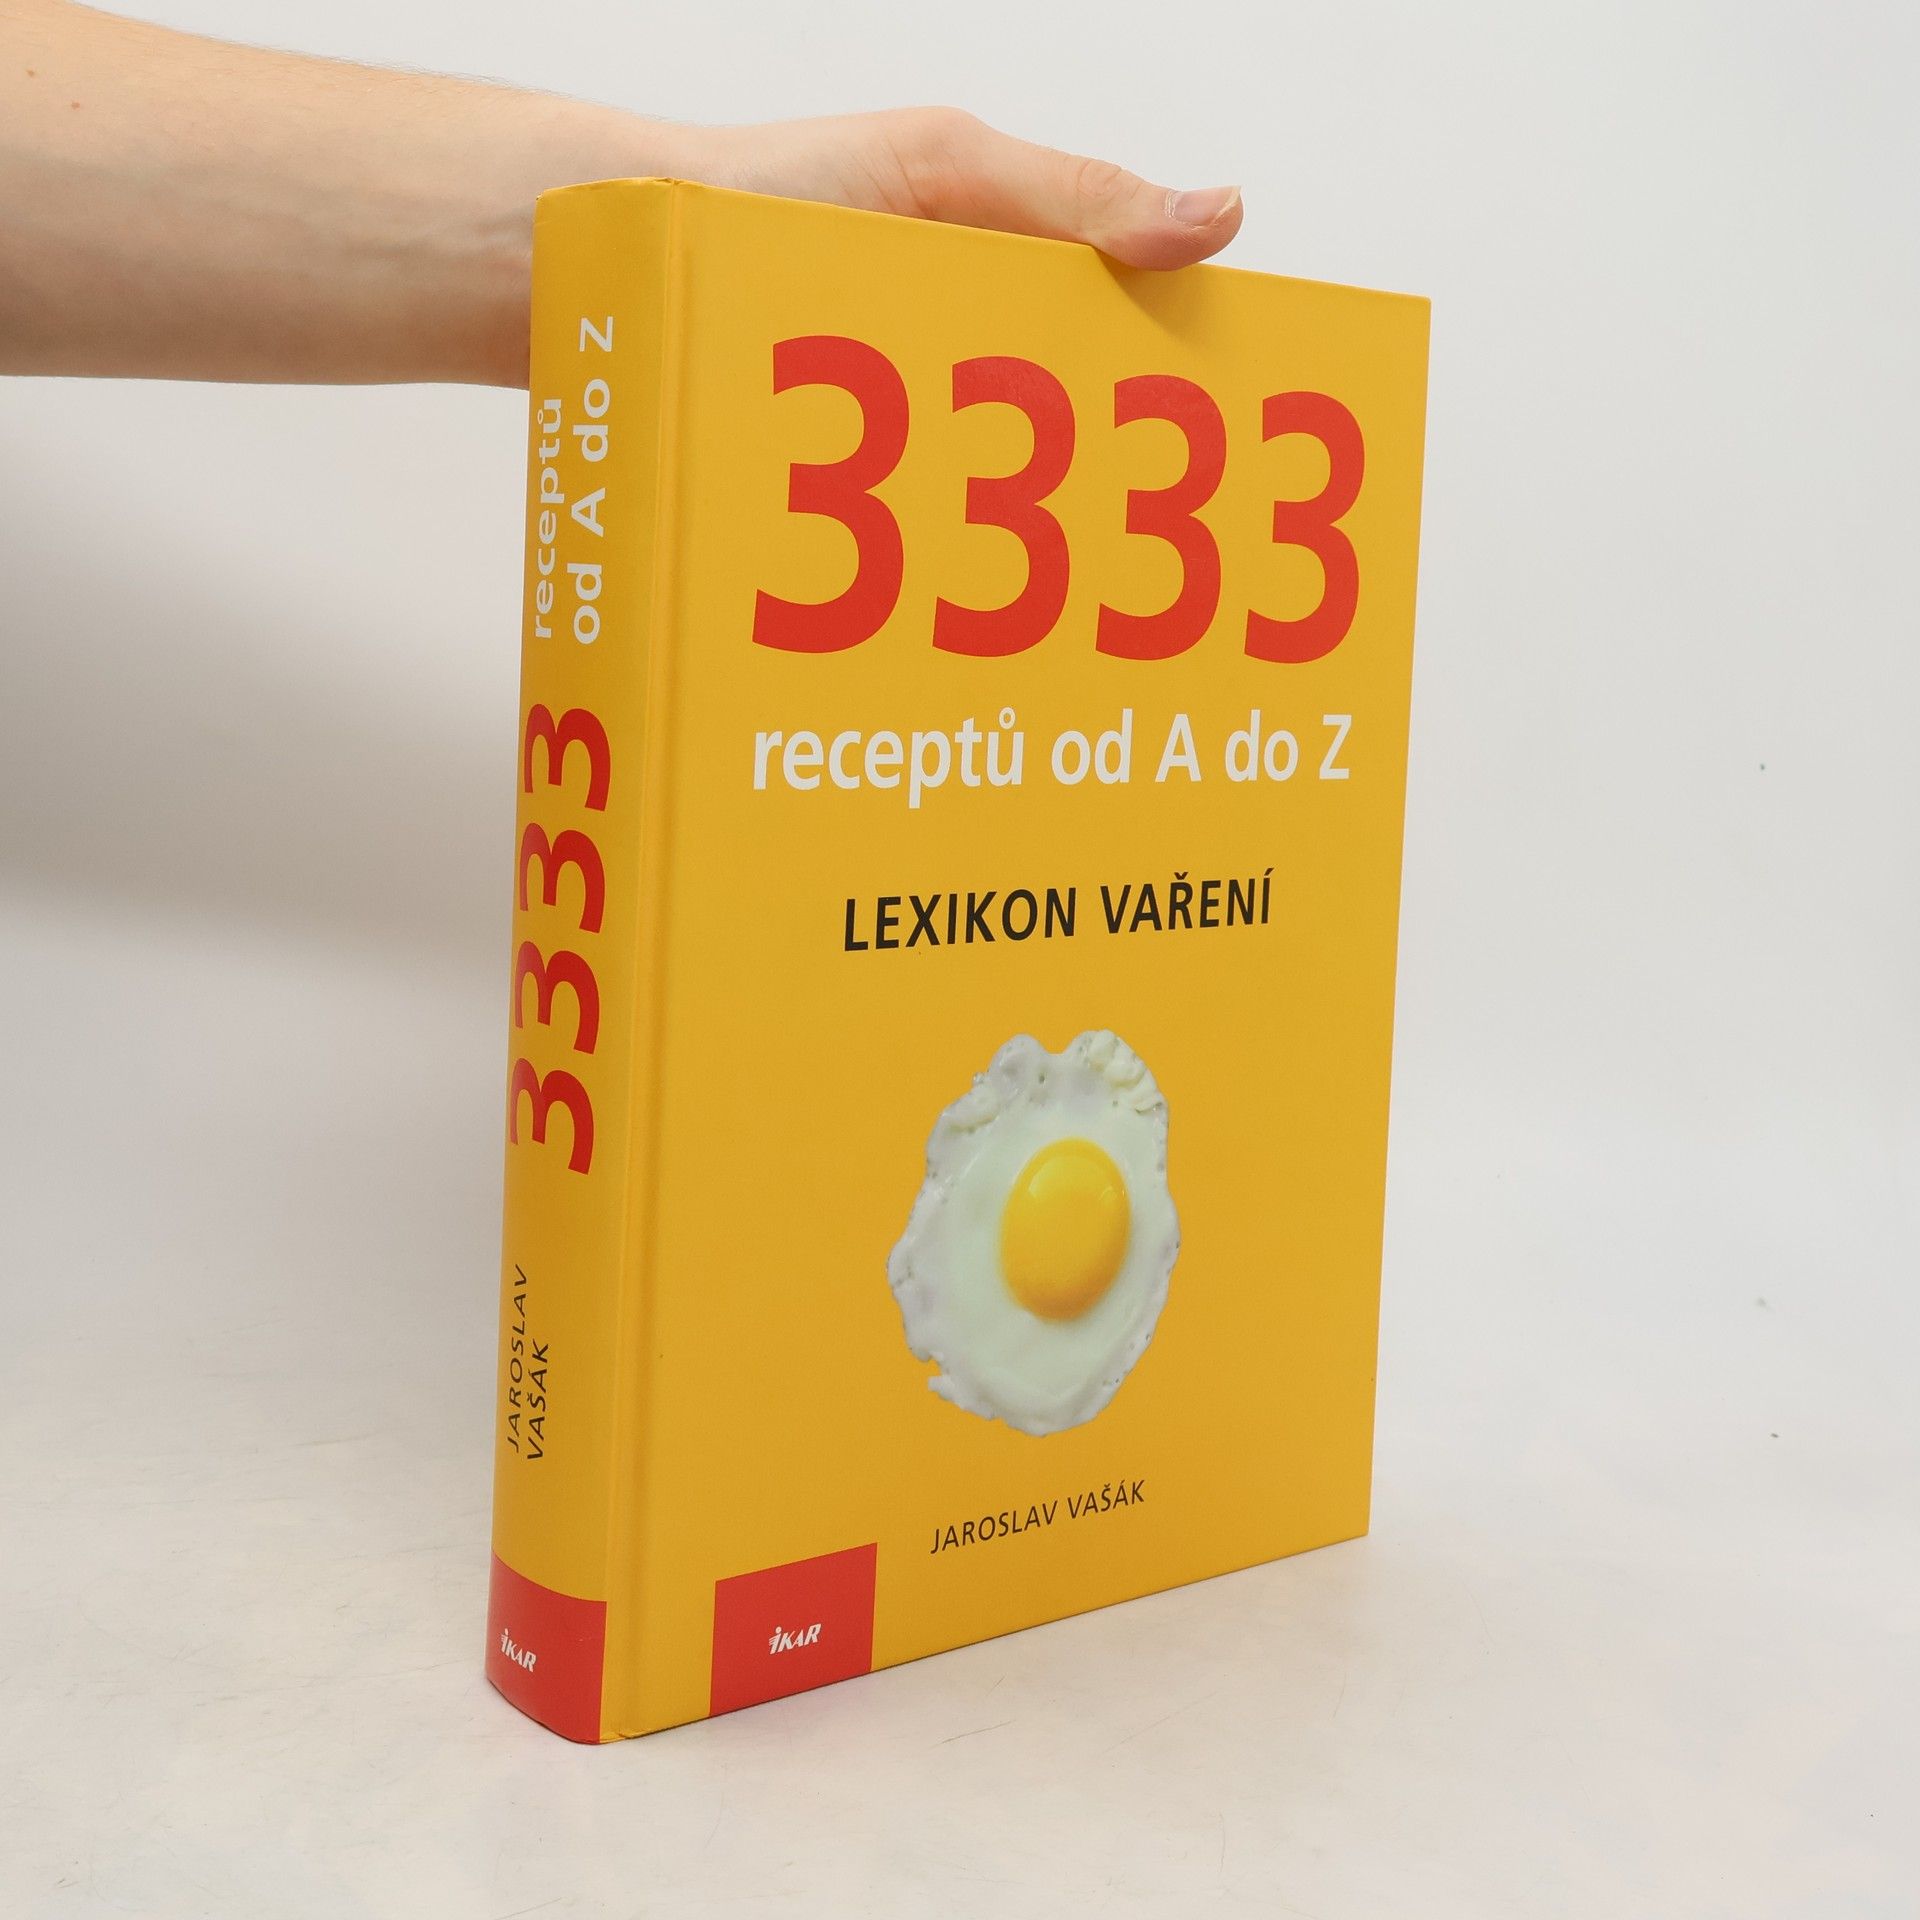 receptů
od A do Z
3333
JAROSLAV
VAŠÁK
iKAR
3333
receptů od A do Z
LEXIKON VAŘENÍ
JAROSLAV VAŠÁK
iKAR